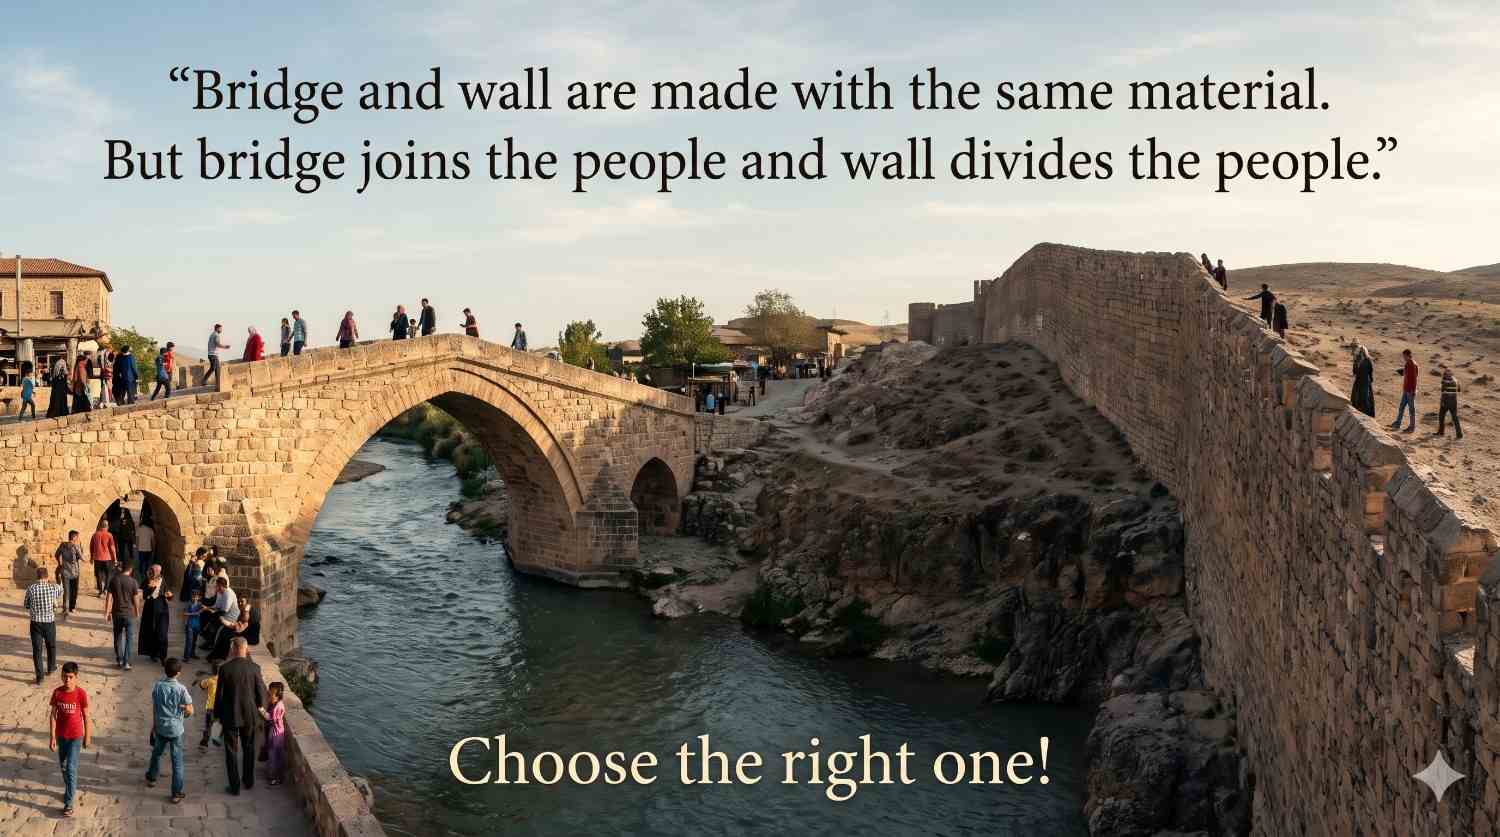 “Bridge and wall are made with the same material.
But bridge joins the people and wall divides the people.”
Choose the right one!